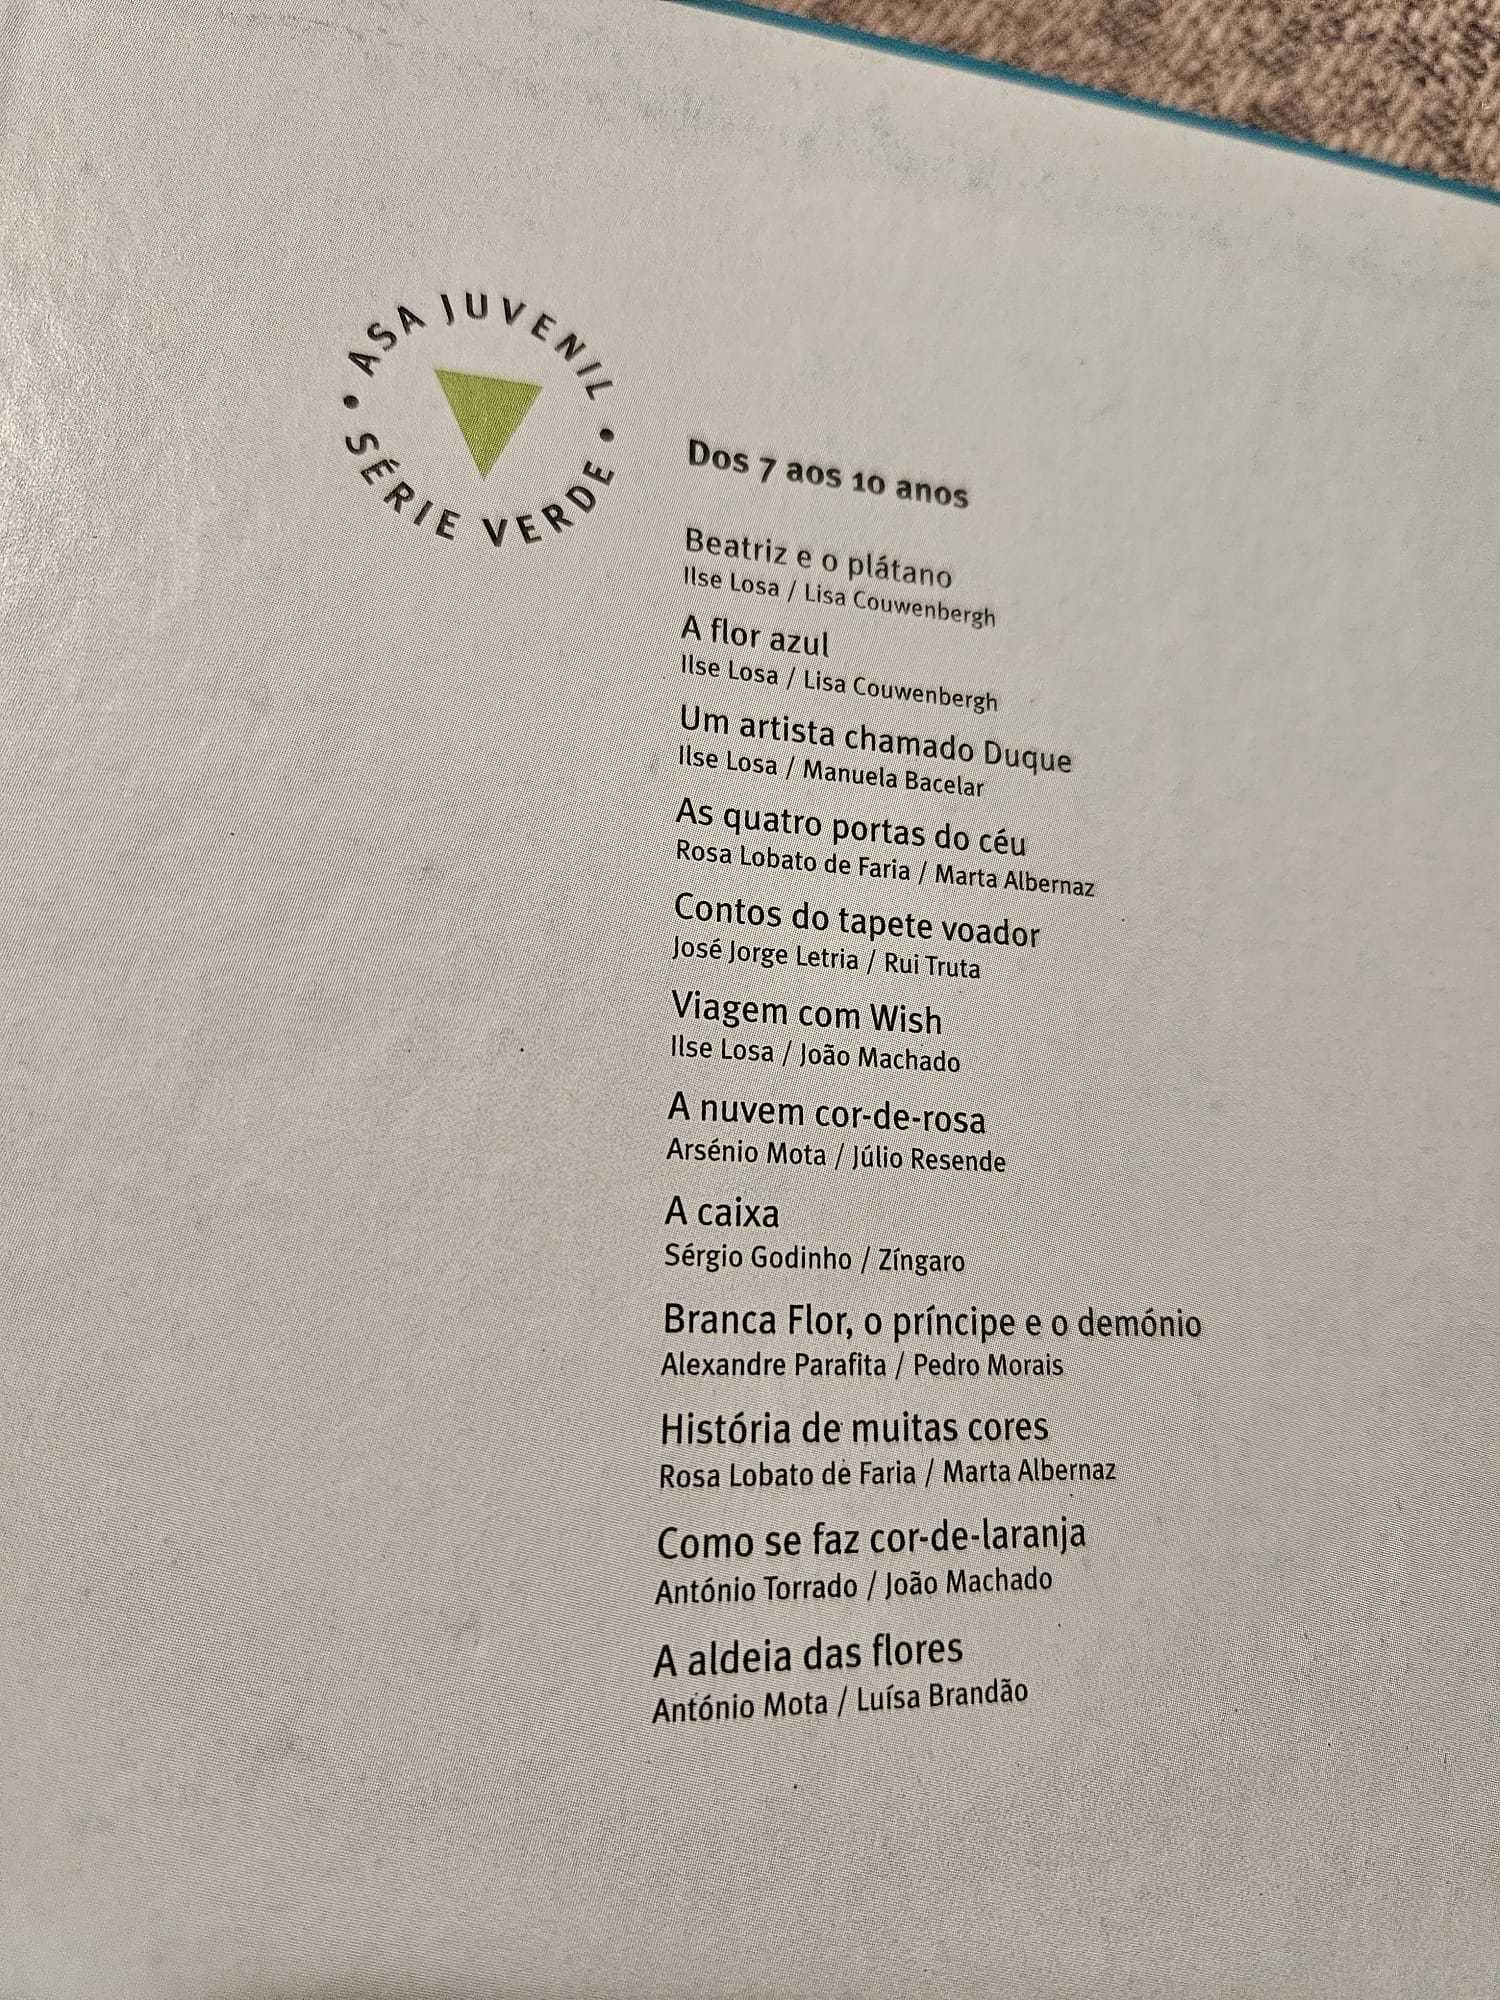 ASA JUVENIL
SÉRIE VERDE
Dos 7 aos 10 anos
Beatriz e o plátano
Ilse Losa / Lisa Couwenbergh
A flor azul
Ilse Losa / Lisa Couwenbergh
Um artista chamado Duque
Ilse Losa / Manuela Bacelar
As quatro portas do céu
Rosa Lobato de Faria / Marta Albernaz
Contos do tapete voador
José Jorge Letria / Rui Truta
Viagem com Wish
Ilse Losa / João Machado
A nuvem cor-de-rosa
Arsénio Mota / Júlio Resende
A caixa
Sérgio Godinho / Zíngaro
Branca Flor, o príncipe e o demónio
Alexandre Parafita / Pedro Morais
História de muitas cores
Rosa Lobato de Faria / Marta Albernaz
Como se faz cor-de-laranja
António Torrado / João Machado
A aldeia das flores
António Mota / Luísa Brandão